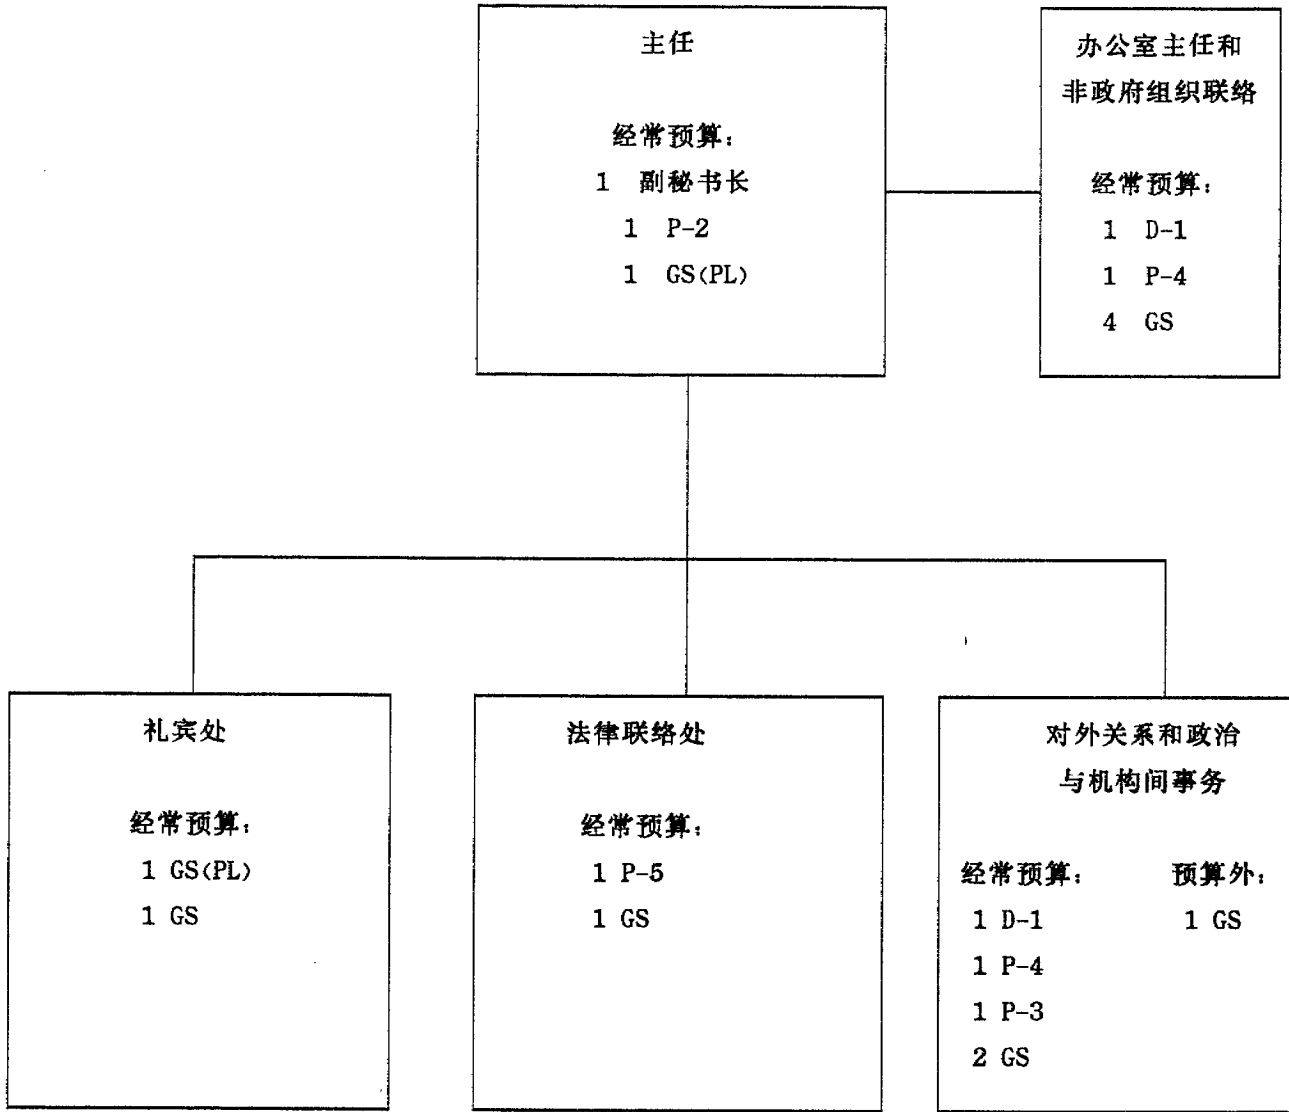 主任
经常预算：
1 副秘书长
1 P-2
1 GS(PL)
办公室主任和
非政府组织联络
经常预算：
1 D-1
1 P-4
4 GS
礼宾处
经常预算：
1 GS(PL)
1 GS
法律联络处
经常预算：
1 P-5
1 GS
对外关系和政治
与机构间事务
经常预算：
1 D-1
1 P-4
1 P-3
2 GS
预算外：
1 GS